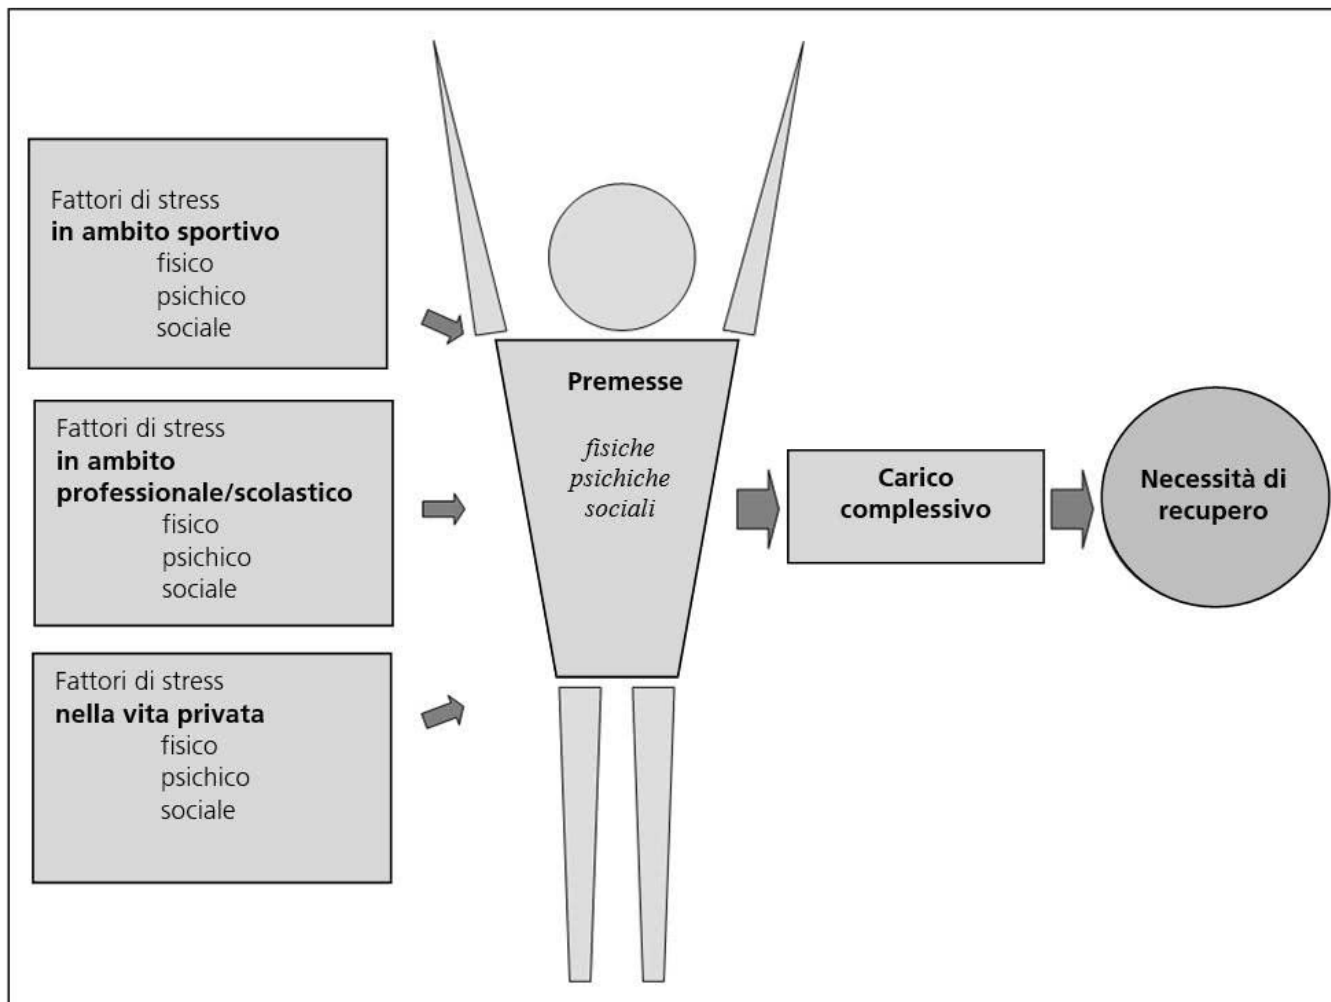 Fattori di stress
in ambito sportivo
fisico
psichico
sociale
Fattori di stress
in ambito
professionale/scolastico
fisico
psichico
sociale
Fattori di stress
nella vita privata
fisico
psichico
sociale
Premesse
fisiche
psichiche
sociali
Carico
complessivo
Necessità di
recupero